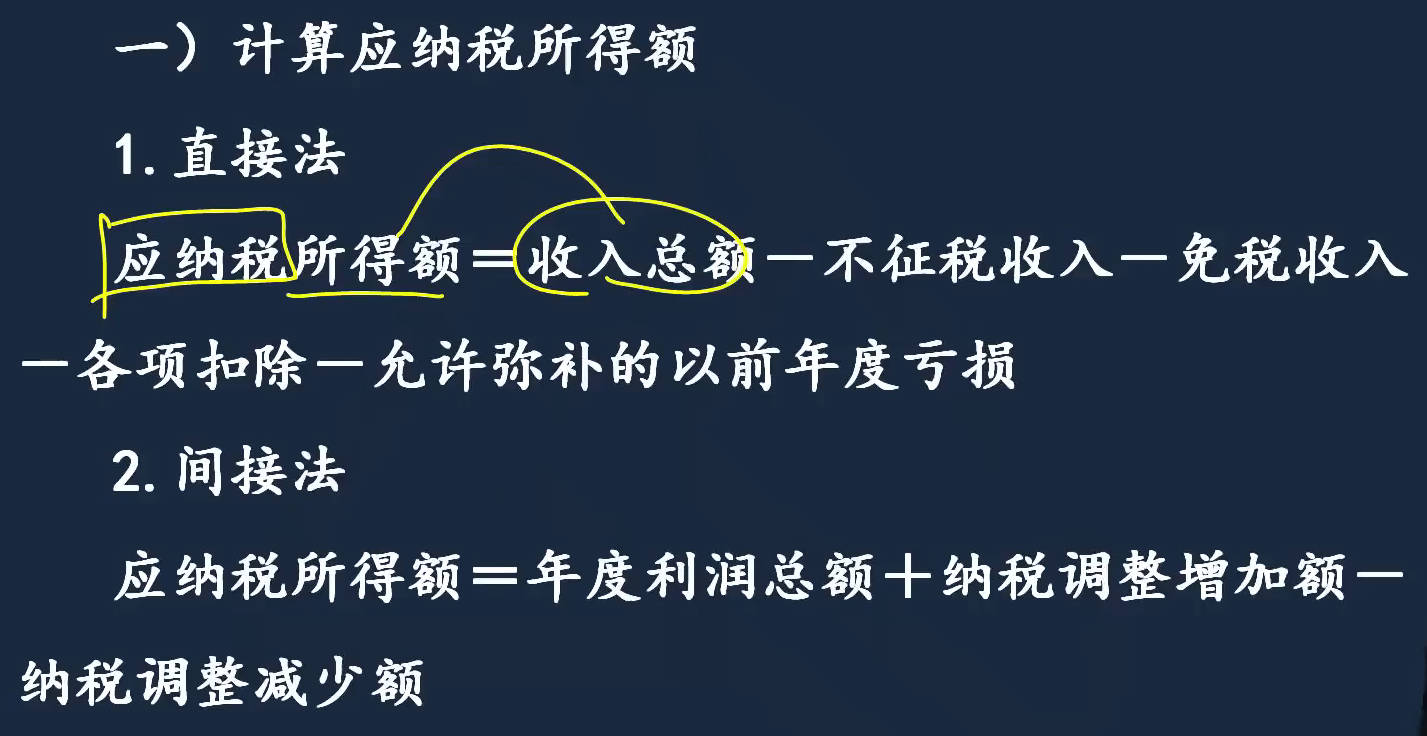 一）计算应纳税所得额
1.直接法
应纳税所得额＝收入总额－不征税收入－免税收入
－各项扣除－允许弥补的以前年度亏损
2.间接法
应纳税所得额＝年度利润总额＋纳税调整增加额－
纳税调整减少额